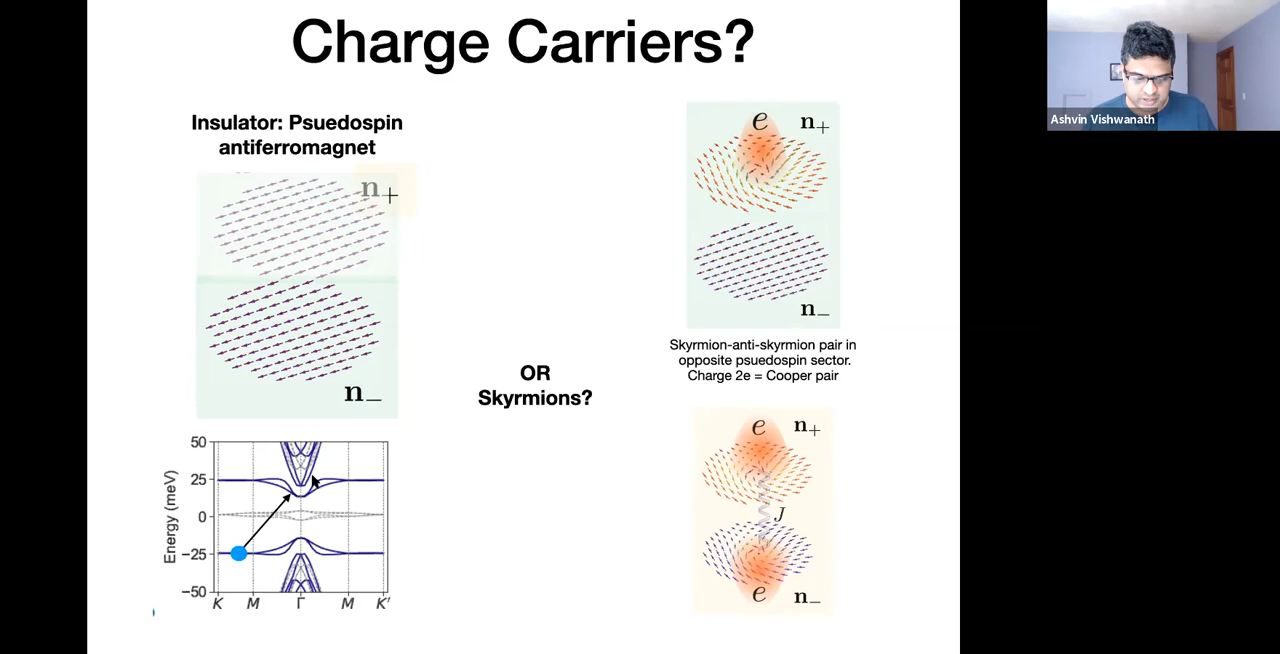 Charge Carriers?
Ashvin Vishwanath
Insulator: Psuedospin
antiferromagnet
n+
n−
OR
Skyrmions?
e
n+
n−
Skyrmion-anti-skyrmion pair in
opposite psuedospin sector.
Charge 2e = Cooper pair
e
n+
J
e
n−
Energy (meV)
50
25
0
−25
−50
K M Γ M K′